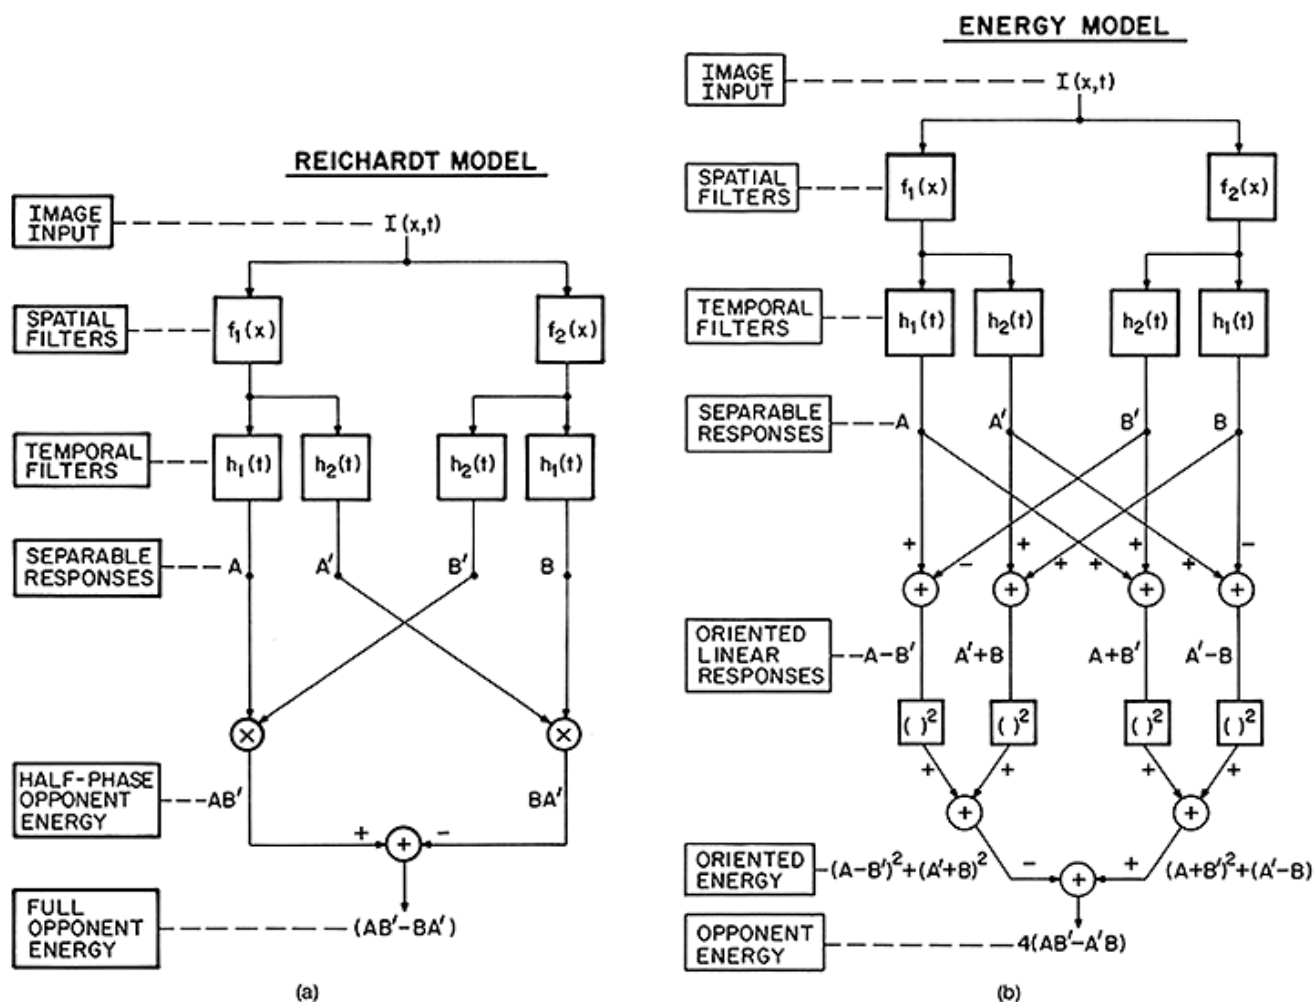 REICHARDT MODEL
IMAGE
INPUT
I(x,t)
SPATIAL
FILTERS
f₁(x)
f₂(x)
TEMPORAL
FILTERS
h₁(t)
h₂(t)
h₂(t)
h₁(t)
SEPARABLE
RESPONSES
A
A′
B′
B
×
×
HALF-PHASE
OPPONENT
ENERGY
AB′
BA′
+
+
−
FULL
OPPONENT
ENERGY
(AB′−BA′)
(a)
ENERGY MODEL
IMAGE
INPUT
I(x,t)
SPATIAL
FILTERS
f₁(x)
f₂(x)
TEMPORAL
FILTERS
h₁(t)
h₂(t)
h₂(t)
h₁(t)
SEPARABLE
RESPONSES
A
A′
B′
B
+
−
+
+
+
+
+
−
+
+
+
+
ORIENTED
LINEAR
RESPONSES
A−B′
A′+B
A+B′
A′−B
( )²
( )²
( )²
( )²
+
+
+
+
+
+
ORIENTED
ENERGY
(A−B′)²+(A′+B)²
−
+
+
(A+B′)²+(A′−B)
OPPONENT
ENERGY
4(AB′−A′B)
(b)